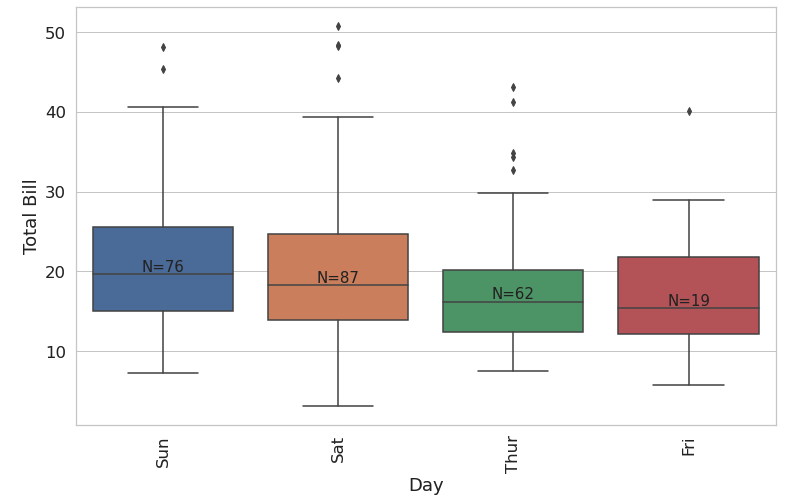 50
40
30
20
10
Total Bill
N=76
N=87
N=62
N=19
Sun
Sat
Thur
Fri
Day